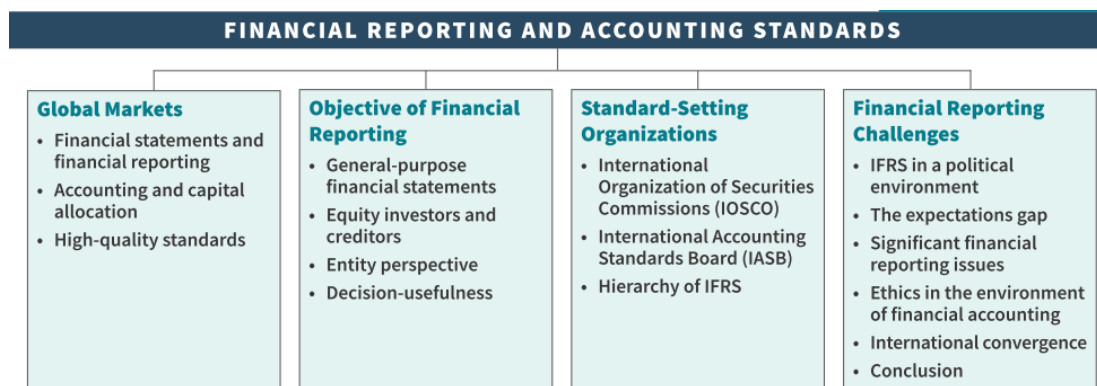 FINANCIAL REPORTING AND ACCOUNTING STANDARDS
Global Markets
• Financial statements and
financial reporting
• Accounting and capital
allocation
• High-quality standards
Objective of Financial
Reporting
• General-purpose
financial statements
• Equity investors and
creditors
• Entity perspective
• Decision-usefulness
Standard-Setting
Organizations
• International
Organization of Securities
Commissions (IOSCO)
• International Accounting
Standards Board (IASB)
• Hierarchy of IFRS
Financial Reporting
Challenges
• IFRS in a political
environment
• The expectations gap
• Significant financial
reporting issues
• Ethics in the environment
of financial accounting
• International convergence
• Conclusion